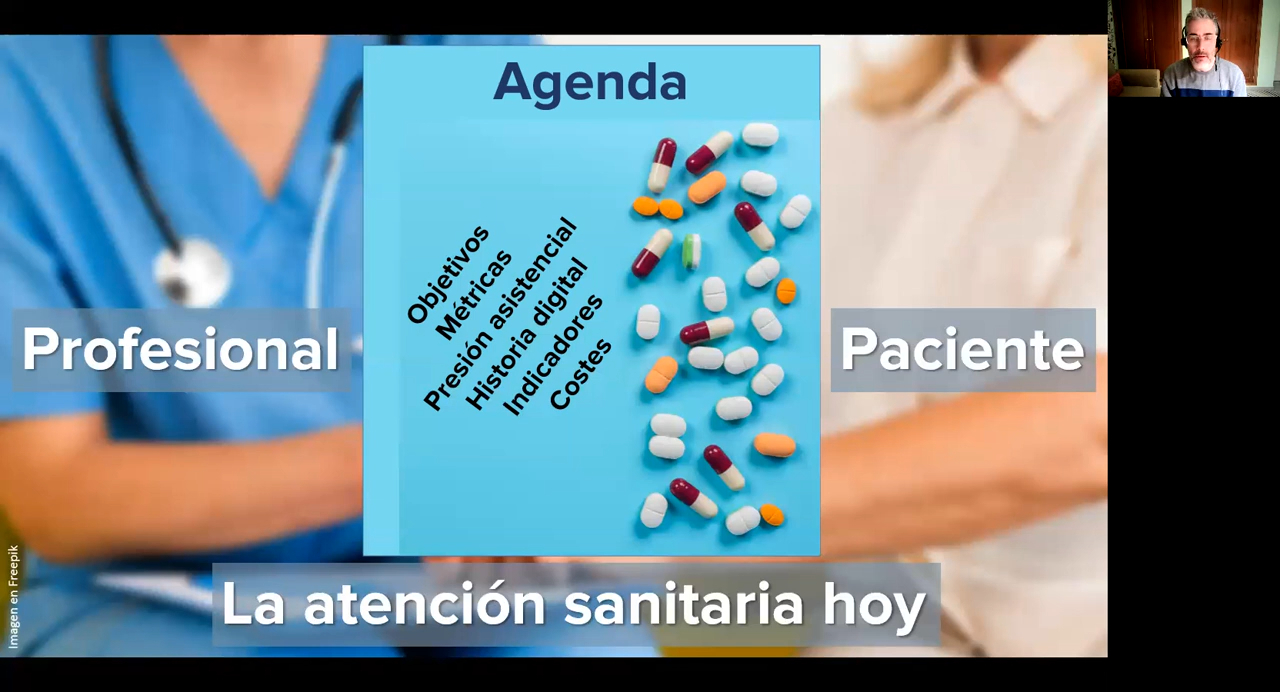 Agenda
Objetivos
Métricas
Presión asistencial
Historia digital
Indicadores
Costes
Profesional
Paciente
La atención sanitaria hoy
Imagen en Freepik